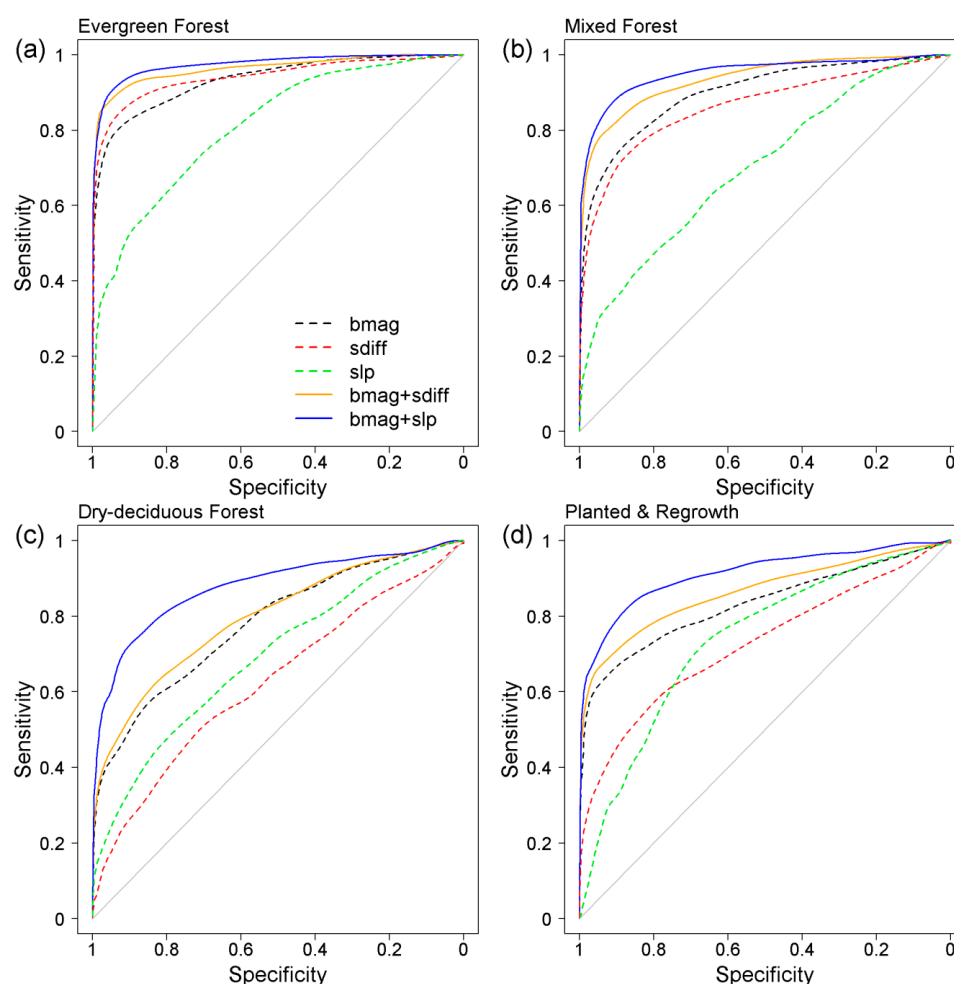 Evergreen Forest
(a)
1
0.8
0.6
0.4
0.2
0
Sensitivity
bmag
sdiff
slp
bmag+sdiff
bmag+slp
1 0.8 0.6 0.4 0.2 0
Specificity
Mixed Forest
(b)
1
0.8
0.6
0.4
0.2
0
Sensitivity
1 0.8 0.6 0.4 0.2 0
Specificity
Dry-deciduous Forest
(c)
1
0.8
0.6
0.4
0.2
0
Sensitivity
1 0.8 0.6 0.4 0.2 0
Specificity
Planted & Regrowth
(d)
1
0.8
0.6
0.4
0.2
0
Sensitivity
1 0.8 0.6 0.4 0.2 0
Specificity